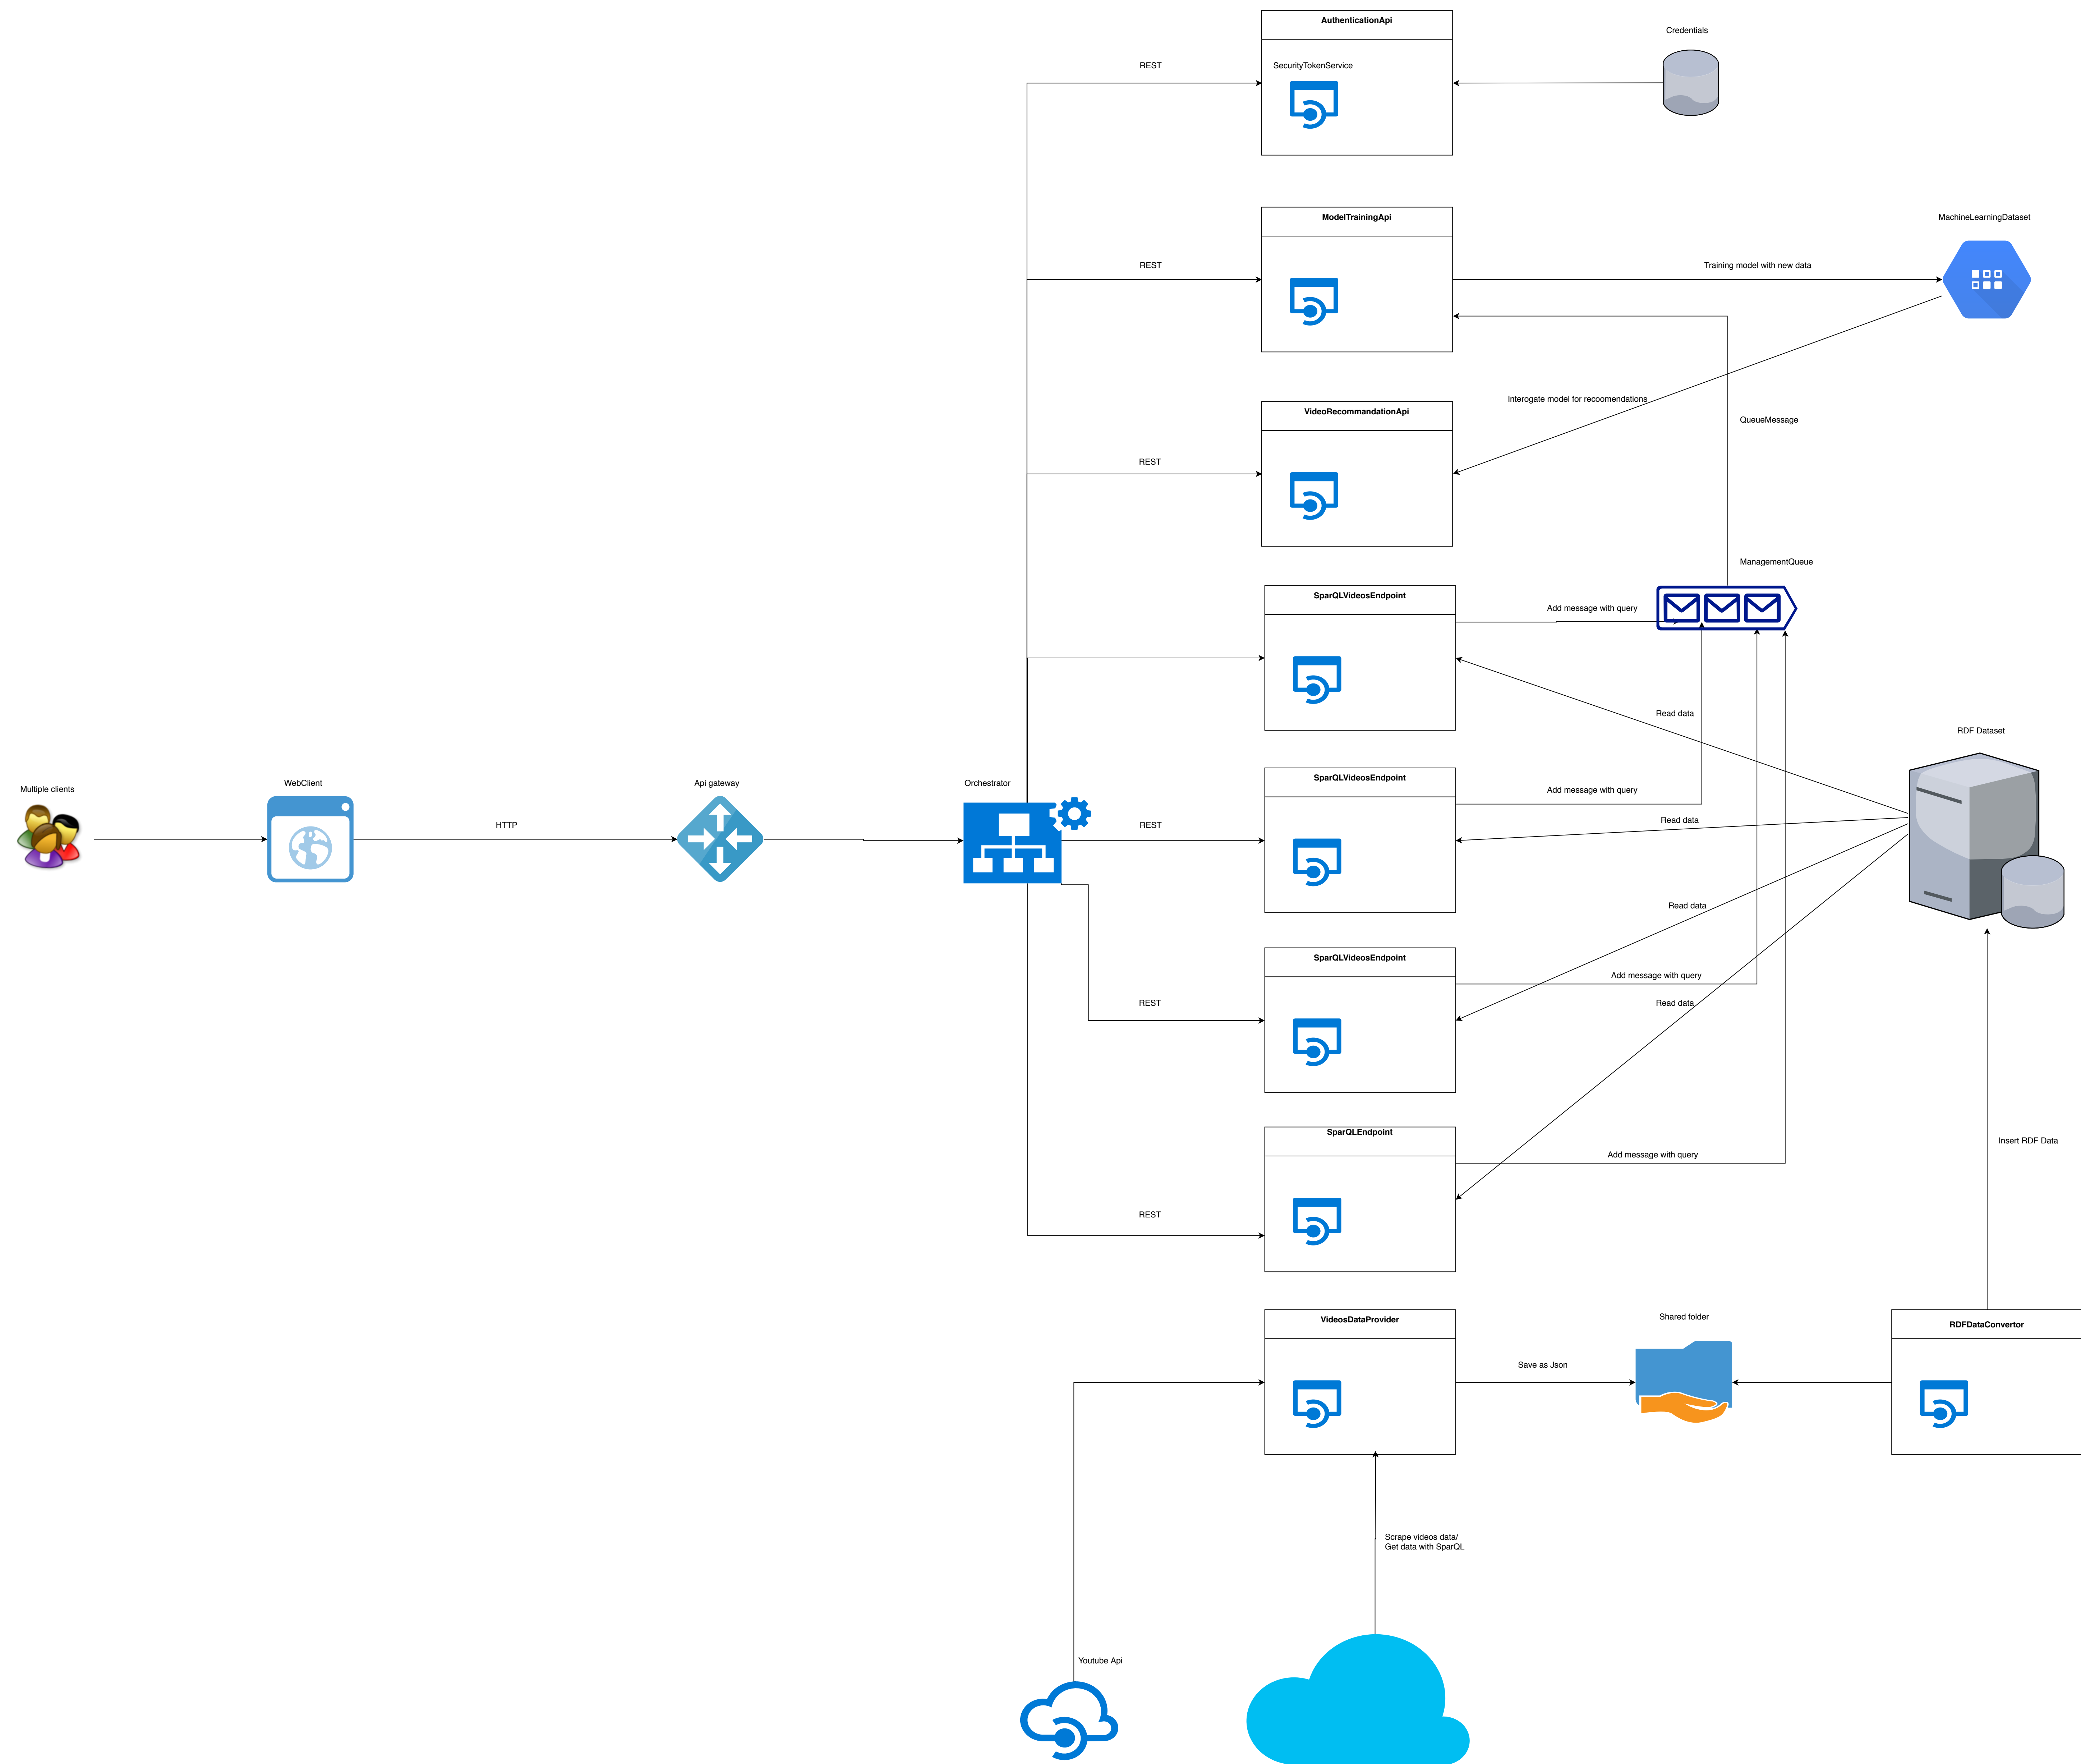 AuthenticationApi
Credentials
REST
SecurityTokenService
ModelTrainingApi
MachineLearningDataset
REST
Training model with new data
Interogate model for recoomendations
VideoRecommandationApi
QueueMessage
REST
ManagementQueue
SparQLVideosEndpoint
Add message with query
Read data
RDF Dataset
SparQLVideosEndpoint
Multiple clients
WebClient
Api gateway
Orchestrator
Add message with query
HTTP
REST
Read data
Read data
SparQLVideosEndpoint
Add message with query
REST
Read data
SparQLEndpoint
Insert RDF Data
Add message with query
REST
VideosDataProvider
Shared folder
RDFDataConvertor
Save as Json
Scrape videos data/
Get data with SparQL
Youtube Api